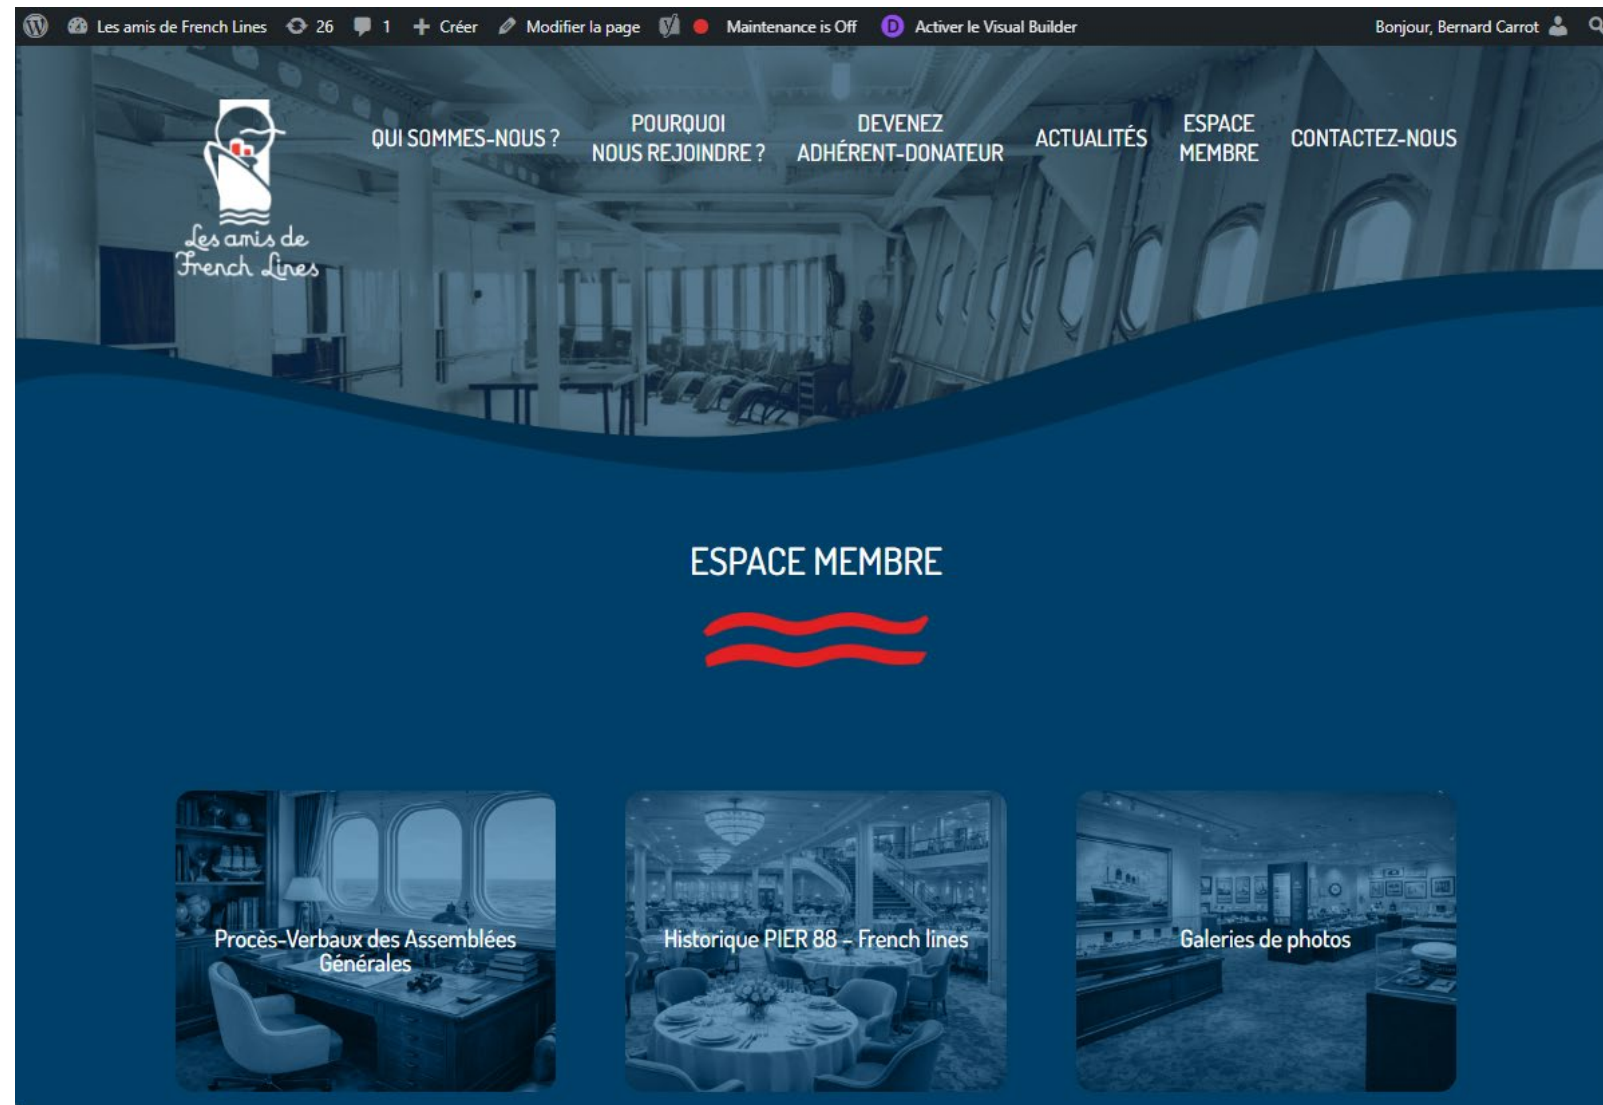 Les amis de French Lines 26 1 Créer Modifier la page Maintenance is Off D Activer le Visual Builder Bonjour, Bernard Carrot
QUI SOMMES-NOUS ?
POURQUOI
NOUS REJOINDRE ?
DEVENEZ
ADHÉRENT-DONATEUR
ACTUALITÉS
ESPACE
MEMBRE
CONTACTEZ-NOUS
Les amis de
French Lines
ESPACE MEMBRE
Procès-Verbaux des Assemblées
Générales
Historique PIER 88 – French lines
Galeries de photos